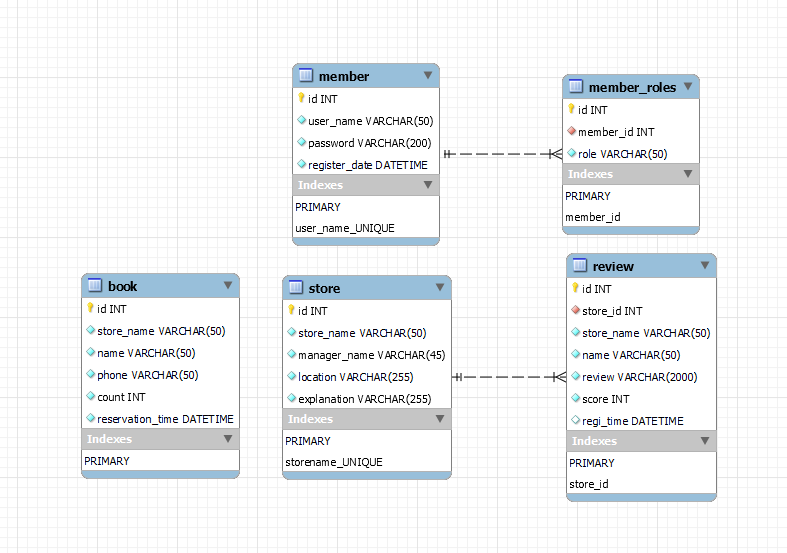 member
id INT
user_name VARCHAR(50)
password VARCHAR(200)
register_date DATETIME
Indexes
PRIMARY
user_name_UNIQUE
member_roles
id INT
member_id INT
role VARCHAR(50)
Indexes
PRIMARY
member_id
book
id INT
store_name VARCHAR(50)
name VARCHAR(50)
phone VARCHAR(50)
count INT
reservation_time DATETIME
Indexes
PRIMARY
store
id INT
store_name VARCHAR(50)
manager_name VARCHAR(45)
location VARCHAR(255)
explanation VARCHAR(255)
Indexes
PRIMARY
storename_UNIQUE
review
id INT
store_id INT
store_name VARCHAR(50)
name VARCHAR(50)
review VARCHAR(2000)
score INT
regi_time DATETIME
Indexes
PRIMARY
store_id